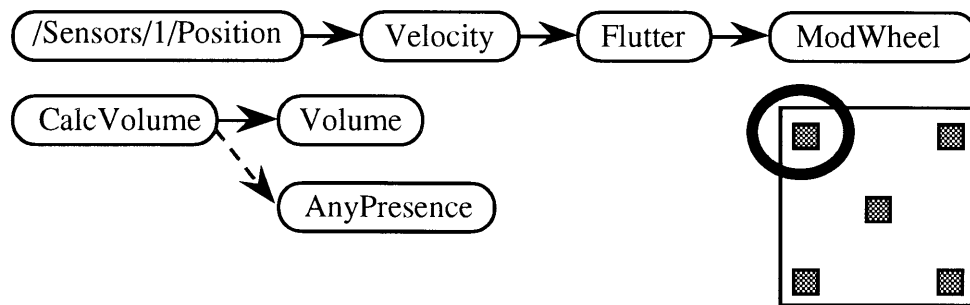 /Sensors/1/Position Velocity Flutter ModWheel
CalcVolume Volume
AnyPresence